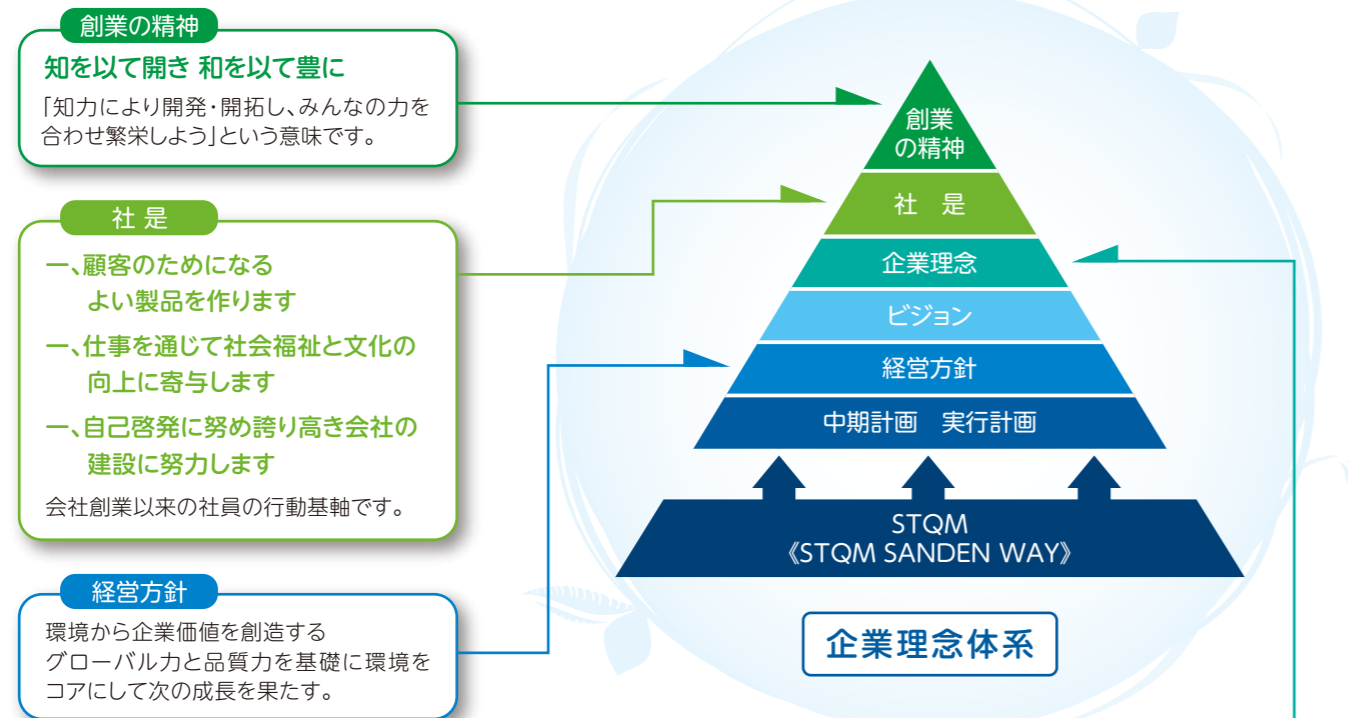 創業の精神
知を以て開き 和を以て豊に
「知力により開発・開拓し、みんなの力を
合わせ繁栄しよう」という意味です。
社 是
一、顧客のためになる
よい製品を作ります
一、仕事を通じて社会福祉と文化の
向上に寄与します
一、自己啓発に努め誇り高き会社の
建設に努力します
会社創業以来の社員の行動基軸です。
経営方針
環境から企業価値を創造する
グローバル力と品質力を基礎に環境を
コアにして次の成長を果たす。
創業
の精神
社 是
企業理念
ビジョン
経営方針
中期計画 実行計画
STQM
《STQM SANDEN WAY》
企業理念体系